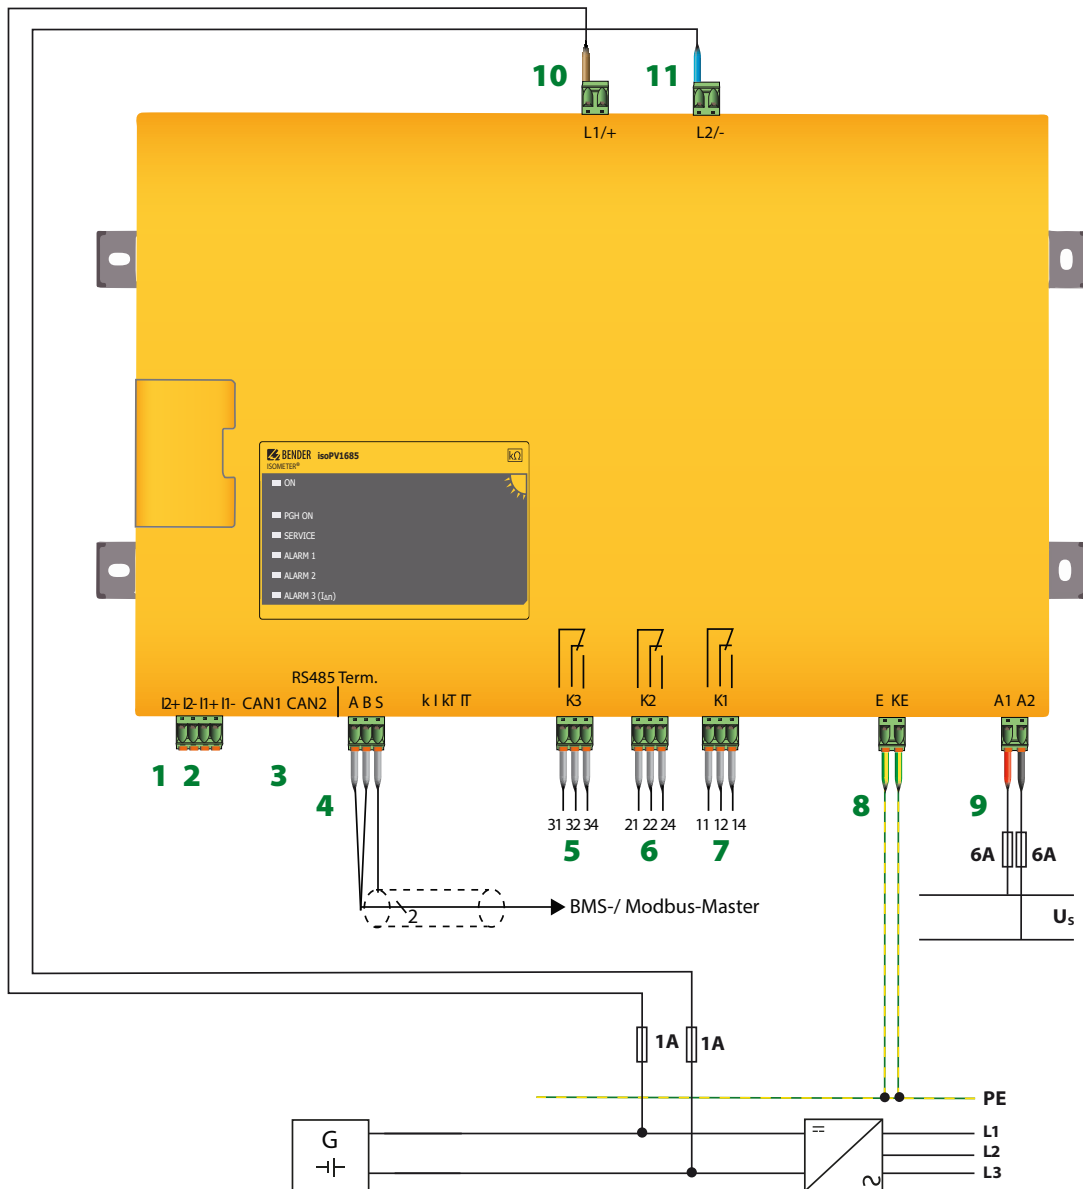 10
11
L1/+
L2/-
BENDER isoPV1685
kΩ
ISOMETER®
ON
PGH ON
SERVICE
ALARM 1
ALARM 2
ALARM 3 (IΔn)
RS485 Term.
I2+ I2- I1+ I1- CAN1 CAN2 A B S k l kT lT K3 K2 K1 E KE A1 A2
1 2 3 4
31 32 34
21 22 24
11 12 14
5 6 7 8 9
6A 6A
2
BMS-/ Modbus-Master
Us
1A 1A
PE
G
L1
L2
L3